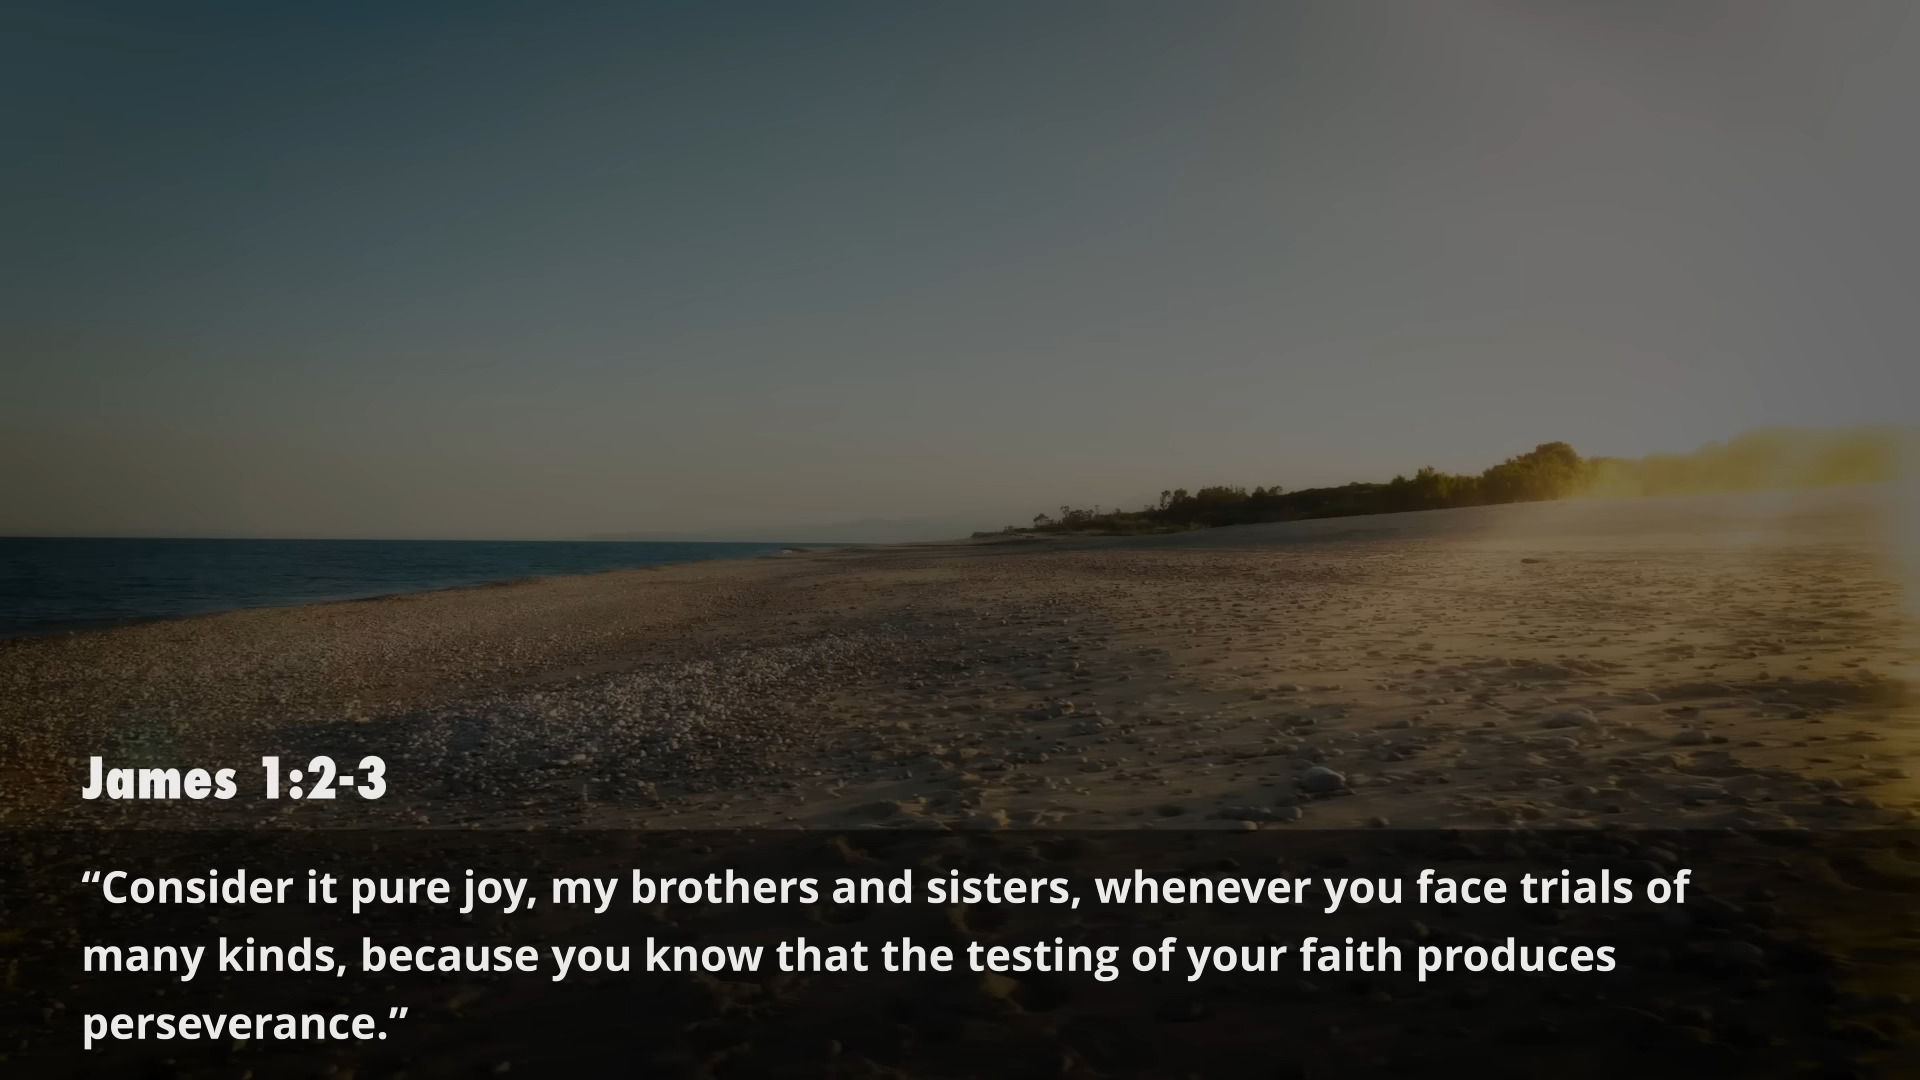 James 1:2-3
“Consider it pure joy, my brothers and sisters, whenever you face trials of
many kinds, because you know that the testing of your faith produces
perseverance.”